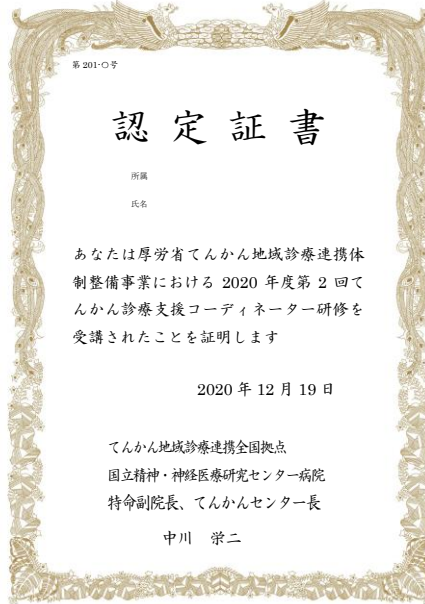 第 201-〇号
認定証書
所属
氏名
あなたは厚労省てんかん地域診療連携体
制整備事業における 2020 年度第 2 回て
んかん診療支援コーディネーター研修を
受講されたことを証明します
2020 年 12 月 19 日
てんかん地域診療連携全国拠点
国立精神・神経医療研究センター病院
特命副院長、てんかんセンター長
中川 栄二